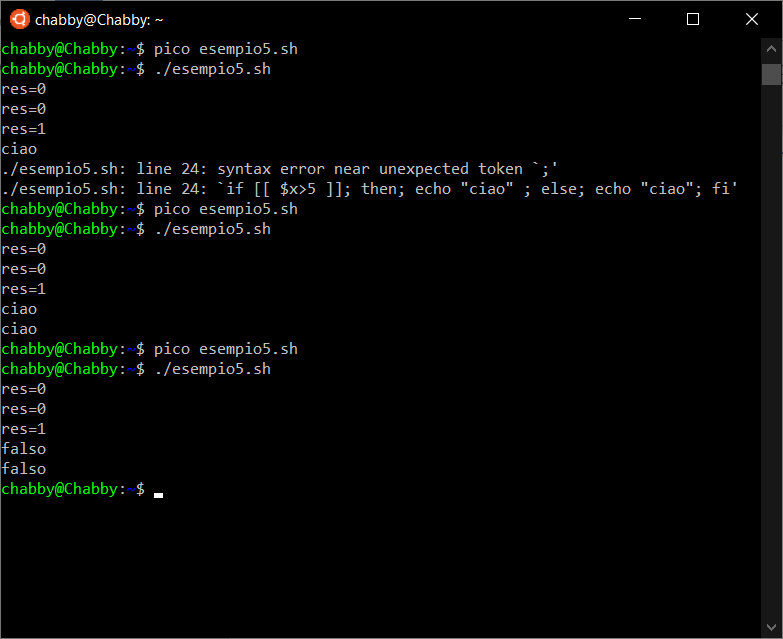 chabby@Chabby: ~
chabby@Chabby:~$ pico esempio5.sh
chabby@Chabby:~$ ./esempio5.sh
res=0
res=0
res=1
ciao
./esempio5.sh: line 24: syntax error near unexpected token `;'
./esempio5.sh: line 24: `if [[ $x>5 ]]; then; echo "ciao" ; else; echo "ciao"; fi'
chabby@Chabby:~$ pico esempio5.sh
chabby@Chabby:~$ ./esempio5.sh
res=0
res=0
res=1
ciao
ciao
chabby@Chabby:~$ pico esempio5.sh
chabby@Chabby:~$ ./esempio5.sh
res=0
res=0
res=1
falso
falso
chabby@Chabby:~$